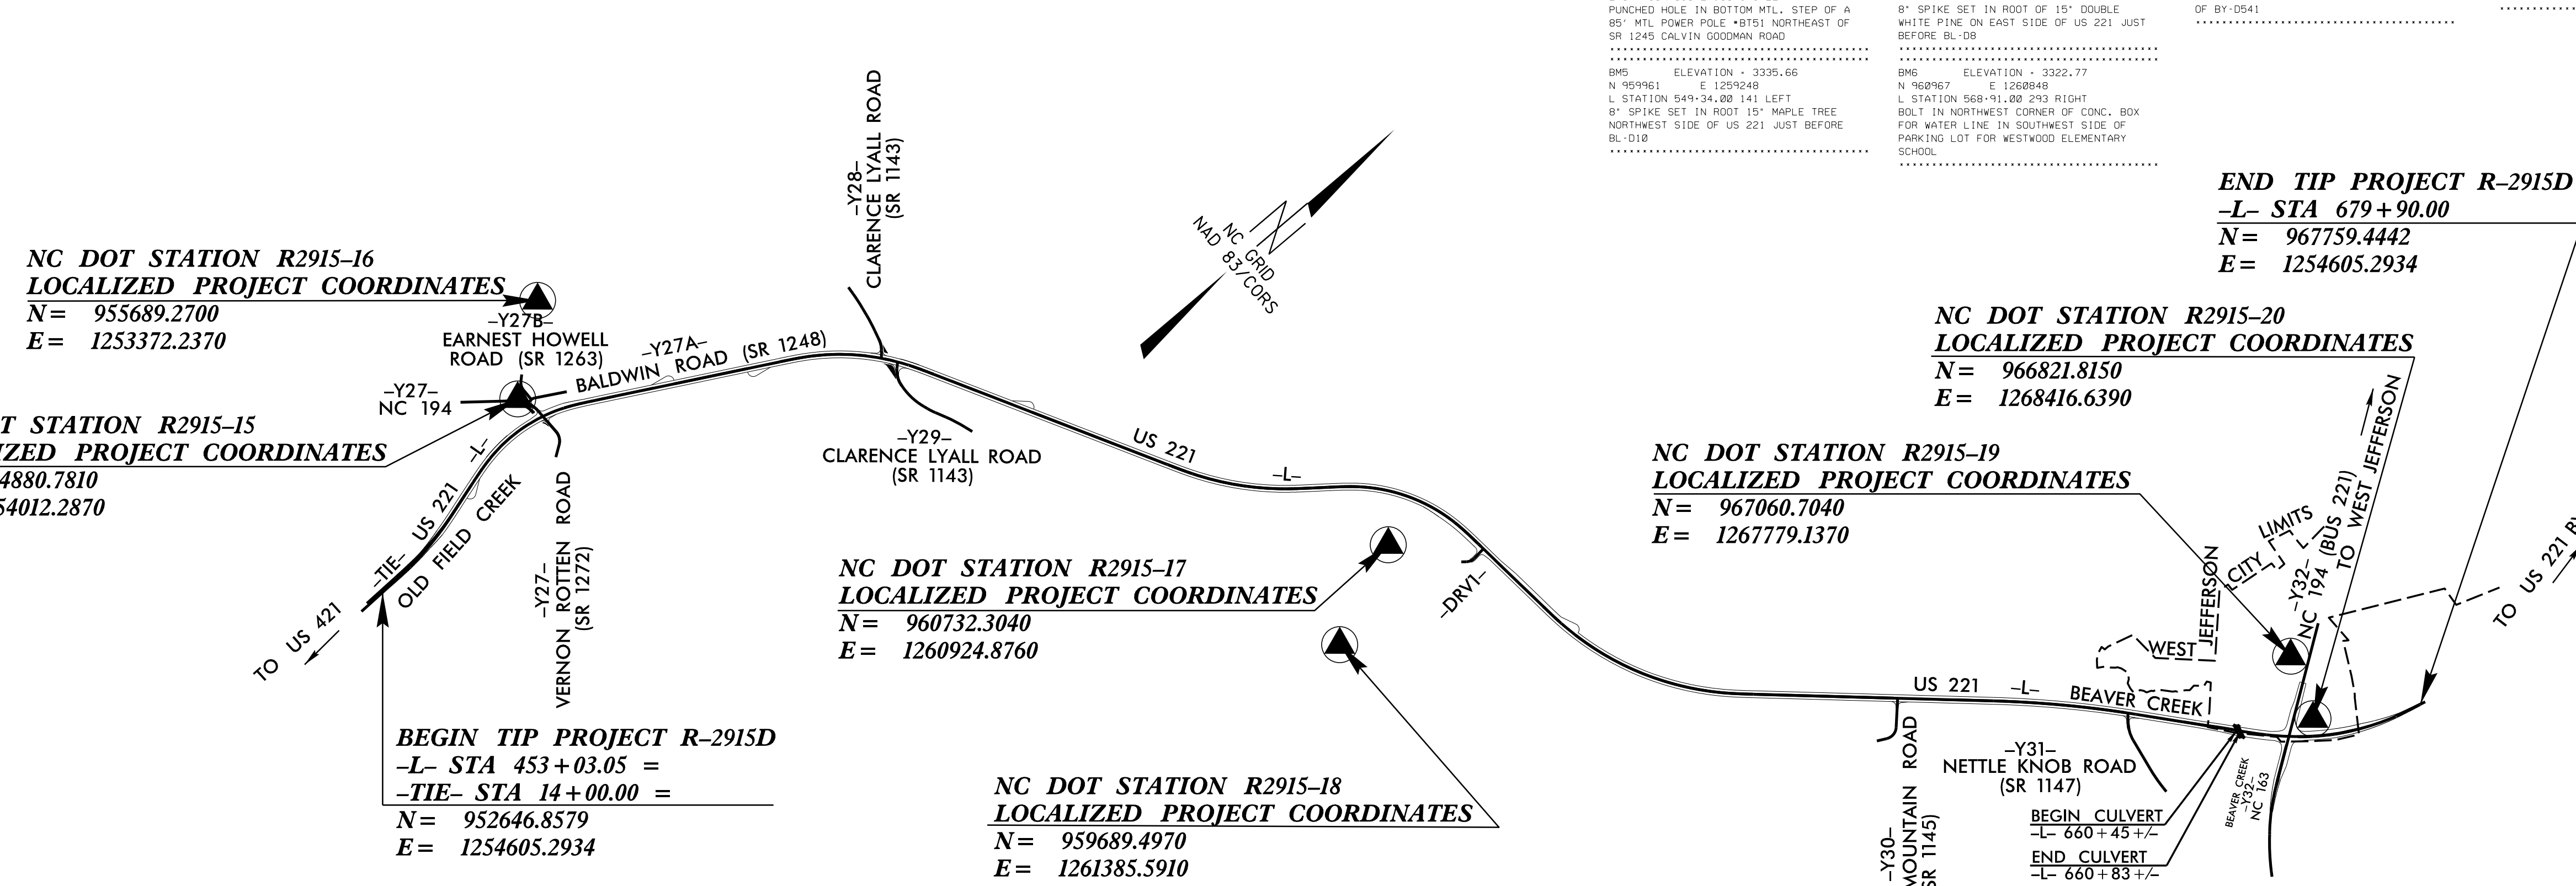 PUNCHED HOLE IN BOTTOM MTL. STEP OF A
85' MTL POWER POLE •BT51 NORTHEAST OF
SR 1245 CALVIN GOODMAN ROAD
BM5 ELEVATION - 3335.66
N 959961 E 1259248
L STATION 549+34.00 141 LEFT
8" SPIKE SET IN ROOT 15" MAPLE TREE
NORTHWEST SIDE OF US 221 JUST BEFORE
BL-D10
8" SPIKE SET IN ROOT OF 15" DOUBLE
WHITE PINE ON EAST SIDE OF US 221 JUST
BEFORE BL-D8
BM6 ELEVATION - 3322.77
N 960967 E 1260848
L STATION 568+91.00 293 RIGHT
BOLT IN NORTHWEST CORNER OF CONC. BOX
FOR WATER LINE IN SOUTHWEST SIDE OF
PARKING LOT FOR WESTWOOD ELEMENTARY
SCHOOL
OF BY-D541
END TIP PROJECT R–2915D
–L– STA 679+90.00
N= 967759.4442
E= 1254605.2934
NC DOT STATION R2915–16
LOCALIZED PROJECT COORDINATES
N= 955689.2700
E= 1253372.2370
–Y27B–
EARNEST HOWELL
ROAD (SR 1263)
–Y27A–
BALDWIN ROAD (SR 1248)
–Y27–
NC 194
T STATION R2915–15
IZED PROJECT COORDINATES
4880.7810
54012.2870
–Y28–
CLARENCE LYALL ROAD
(SR 1143)
NC GRID
NAD 83/CORS
–L–
US 221
–TIE–
OLD FIELD CREEK
TO US 421
–Y27–
VERNON ROTTEN ROAD
(SR 1272)
–Y29–
CLARENCE LYALL ROAD
(SR 1143)
US 221
–L–
BEGIN TIP PROJECT R–2915D
–L– STA 453+03.05 =
–TIE– STA 14+00.00 =
N= 952646.8579
E= 1254605.2934
NC DOT STATION R2915–17
LOCALIZED PROJECT COORDINATES
N= 960732.3040
E= 1260924.8760
–DRV1–
NC DOT STATION R2915–18
LOCALIZED PROJECT COORDINATES
N= 959689.4970
E= 1261385.5910
NC DOT STATION R2915–20
LOCALIZED PROJECT COORDINATES
N= 966821.8150
E= 1268416.6390
NC DOT STATION R2915–19
LOCALIZED PROJECT COORDINATES
N= 967060.7040
E= 1267779.1370
WEST JEFFERSON CITY LIMITS
–Y32–
NC 194 (BUS 221)
TO WEST JEFFERSON
TO US 221 BY
US 221 –L–
BEAVER CREEK
–Y30–
MOUNTAIN ROAD
SR 1145)
–Y31–
NETTLE KNOB ROAD
(SR 1147)
BEGIN CULVERT
–L– 660+45+/–
END CULVERT
–L– 660+83+/–
BEAVER CREEK
–Y32–
NC 163